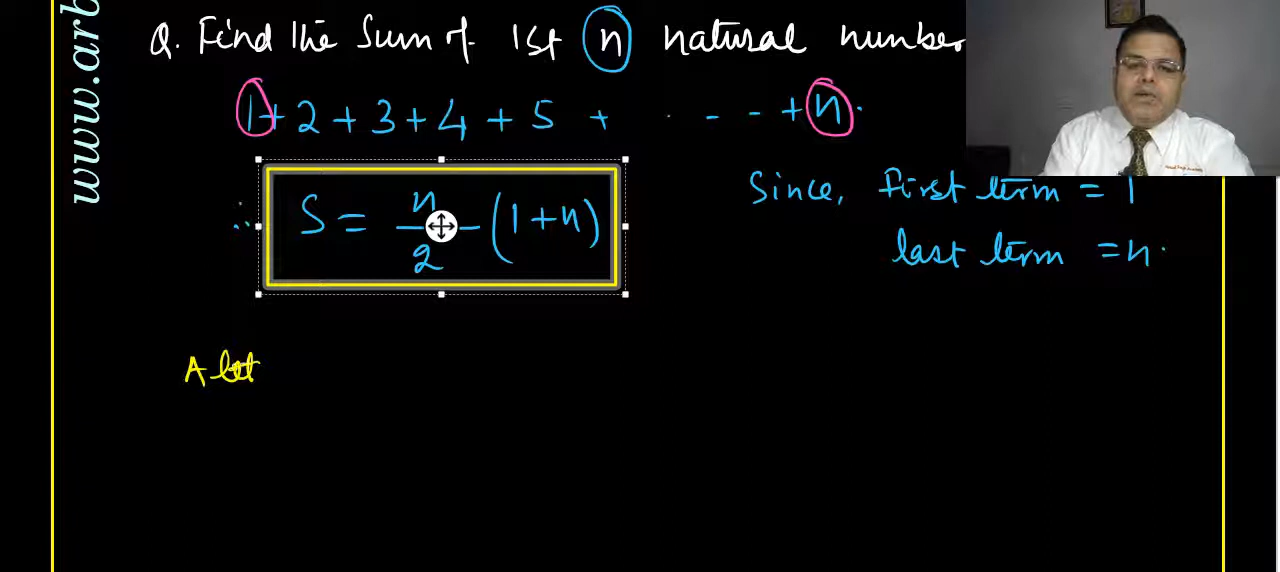 www.arb
Q. Find the Sum of 1st n natural number
1+2+3+4+5+ . - - +n.
∴ S = n/2 (1+n)
Since, first term = 1
last term = n.